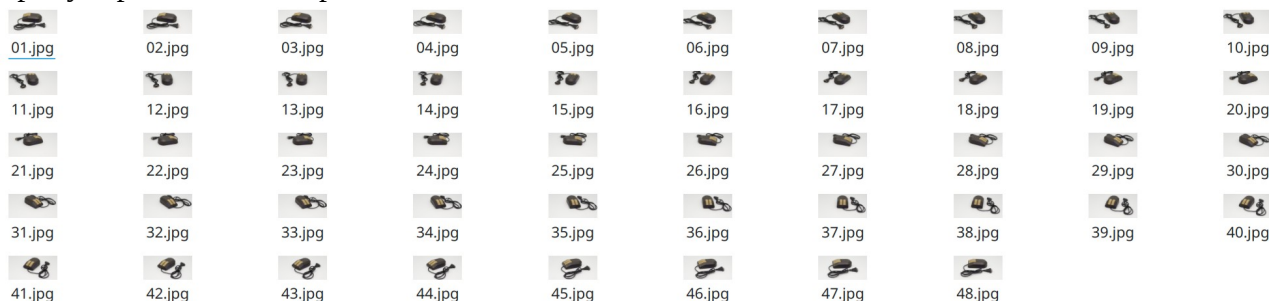 01.jpg 02.jpg 03.jpg 04.jpg 05.jpg 06.jpg 07.jpg 08.jpg 09.jpg 10.jpg
11.jpg 12.jpg 13.jpg 14.jpg 15.jpg 16.jpg 17.jpg 18.jpg 19.jpg 20.jpg
21.jpg 22.jpg 23.jpg 24.jpg 25.jpg 26.jpg 27.jpg 28.jpg 29.jpg 30.jpg
31.jpg 32.jpg 33.jpg 34.jpg 35.jpg 36.jpg 37.jpg 38.jpg 39.jpg 40.jpg
41.jpg 42.jpg 43.jpg 44.jpg 45.jpg 46.jpg 47.jpg 48.jpg